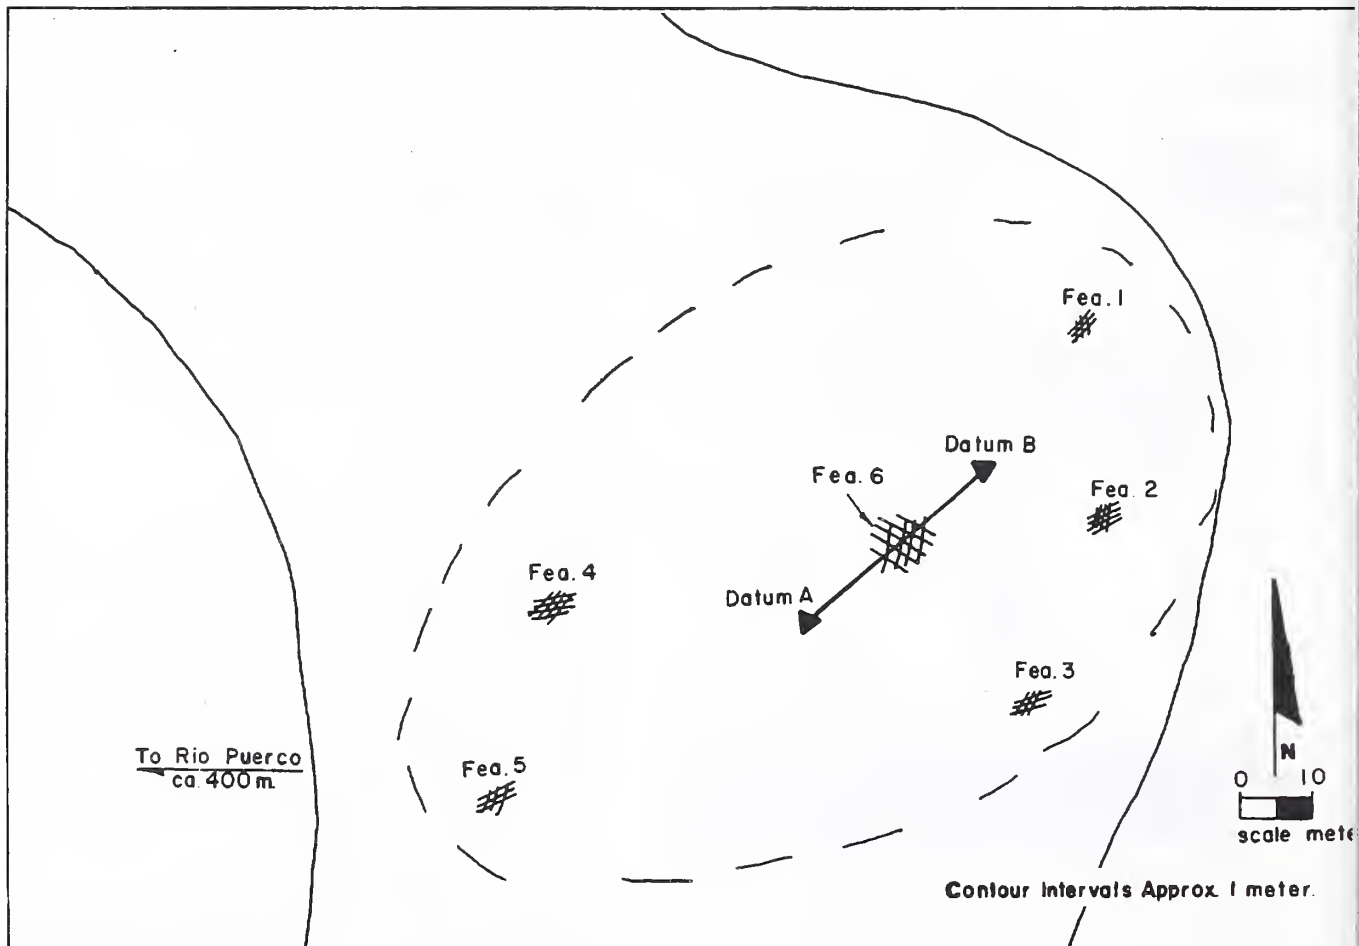 Fea. 1
Datum B
Fea. 6
Fea. 2
Fea. 4
Datum A
Fea. 3
To Rio Puerco
ca. 400 m.
Fea. 5
N
0 10
scale mete
Contour Intervals Approx. 1 meter.